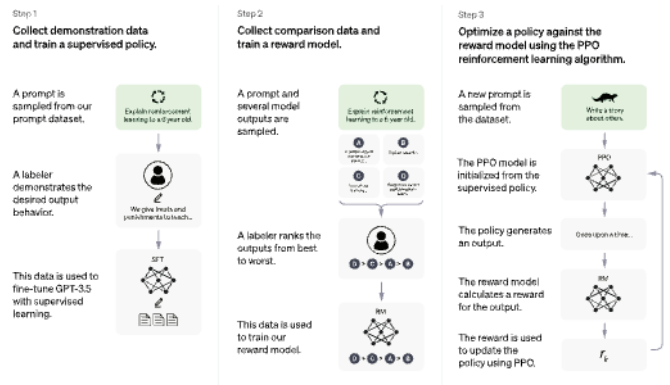 Step 1
Collect demonstration data
and train a supervised policy.
A prompt is
sampled from our
prompt dataset.
Explain reinforcement
learning to a 6 year old.
A labeler
demonstrates the
desired output
behavior.
We give treats and
punishments to teach...
SFT
This data is used to
fine-tune GPT-3.5
with supervised
learning.
Step 2
Collect comparison data and
train a reward model.
A prompt and
several model
outputs are
sampled.
Explain reinforcement
learning to a 6 year old.
A
B
C
D
A labeler ranks the
outputs from best
to worst.
D > C > A > B
RM
This data is used
to train our
reward model.
D > C > A > B
Step 3
Optimize a policy against the
reward model using the PPO
reinforcement learning algorithm.
A new prompt is
sampled from
the dataset.
Write a story
about otters.
PPO
The PPO model is
initialized from the
supervised policy.
The policy generates
an output.
Once upon a time...
RM
The reward model
calculates a reward
for the output.
The reward is used
to update the
policy using PPO.
rₖ